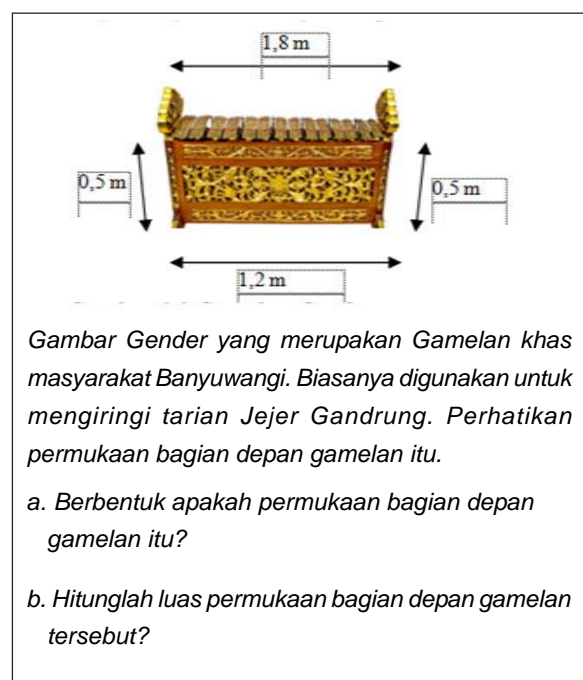 1,8 m
0,5 m
0,5 m
1,2 m
Gambar Gender yang merupakan Gamelan khas
masyarakat Banyuwangi. Biasanya digunakan untuk
mengiringi tarian Jejer Gandrung. Perhatikan
permukaan bagian depan gamelan itu.
a. Berbentuk apakah permukaan bagian depan
gamelan itu?
b. Hitunglah luas permukaan bagian depan gamelan
tersebut?